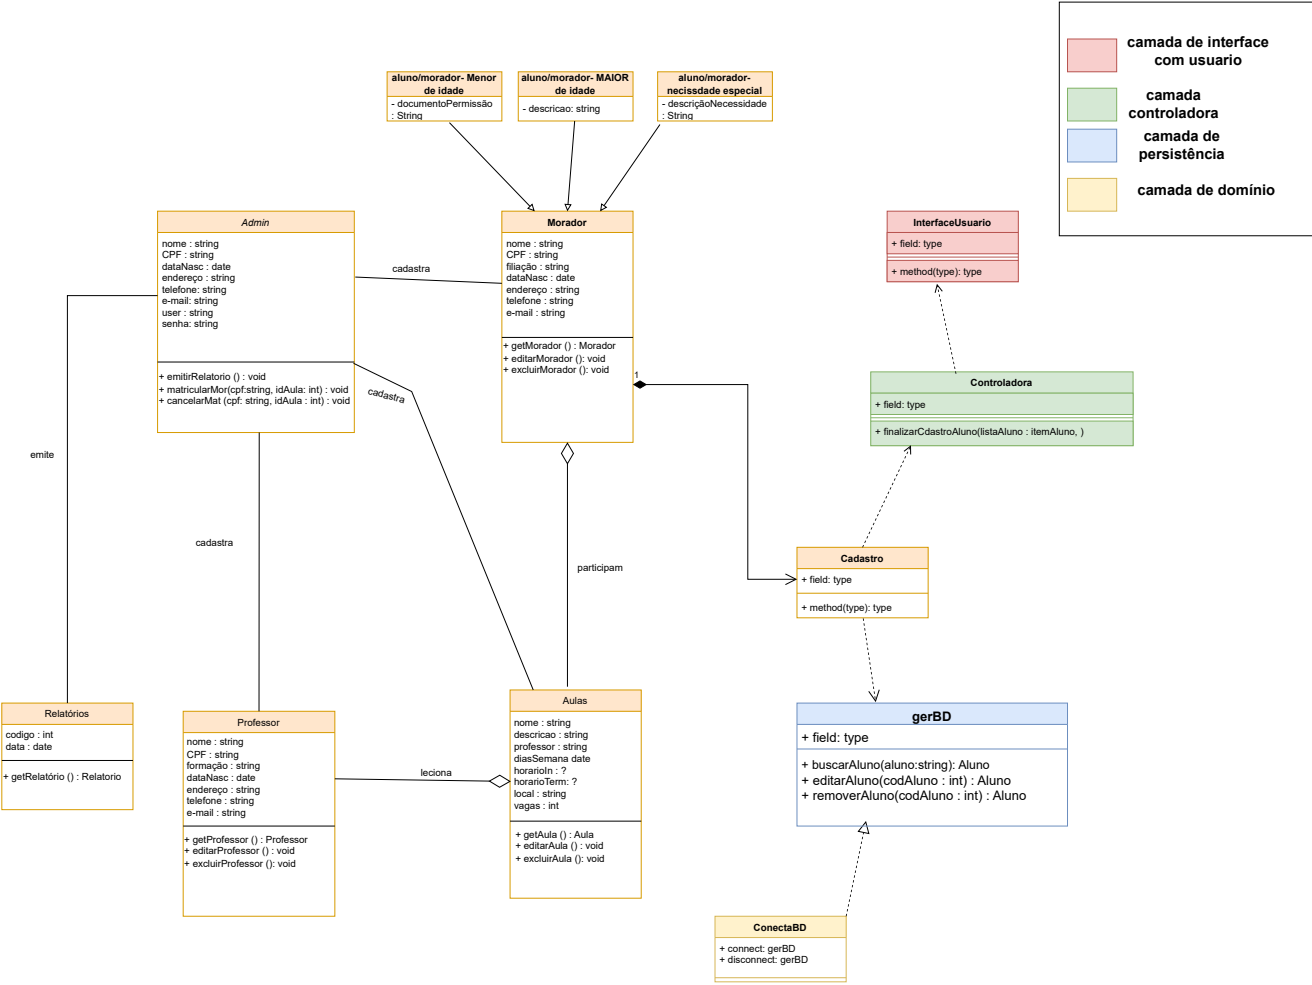 camada de interface
com usuario
camada
controladora
camada de
persistência
camada de domínio
aluno/morador- Menor
de idade
- documentoPermissão
: String
aluno/morador- MAIOR
de idade
- descricao: string
aluno/morador-
necissdade especial
- descriçãoNecessidade
: String
Admin
nome : string
CPF : string
dataNasc : date
endereço : string
telefone: string
e-mail: string
user : string
senha: string
+ emitirRelatorio () : void
+ matricularMor(cpf:string, idAula: int) : void
+ cancelarMat (cpf: string, idAula : int) : void
cadastra
Morador
nome : string
CPF : string
filiação : string
dataNasc : date
endereço : string
telefone : string
e-mail : string
+ getMorador () : Morador
+ editarMorador (): void
+ excluirMorador (): void
1
InterfaceUsuario
+ field: type
+ method(type): type
Controladora
+ field: type
+ finalizarCdastroAluno(listaAluno : itemAluno, )
cadastra
emite
cadastra
participam
Cadastro
+ field: type
+ method(type): type
Relatórios
codigo : int
data : date
+ getRelatório () : Relatorio
Professor
nome : string
CPF : string
formação : string
dataNasc : date
endereço : string
telefone : string
e-mail : string
+ getProfessor () : Professor
+ editarProfessor () : void
+ excluirProfessor (): void
leciona
Aulas
nome : string
descricao : string
professor : string
diasSemana date
horarioIn : ?
horarioTerm: ?
local : string
vagas : int
+ getAula () : Aula
+ editarAula () : void
+ excluirAula (): void
gerBD
+ field: type
+ buscarAluno(aluno:string): Aluno
+ editarAluno(codAluno : int) : Aluno
+ removerAluno(codAluno : int) : Aluno
ConectaBD
+ connect: gerBD
+ disconnect: gerBD